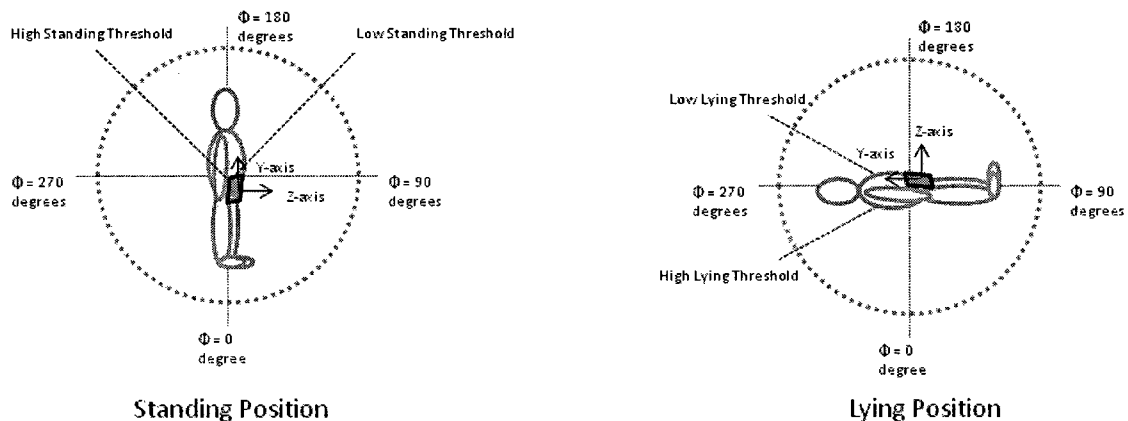 Φ = 180
degrees
High Standing Threshold
Low Standing Threshold
Y-axis
Z-axis
Φ = 270
degrees
Φ = 90
degrees
Φ = 0
degree
Standing Position
Φ = 180
degrees
Low Lying Threshold
Z-axis
Y-axis
Φ = 270
degrees
Φ = 90
degrees
High Lying Threshold
Φ = 0
degree
Lying Position